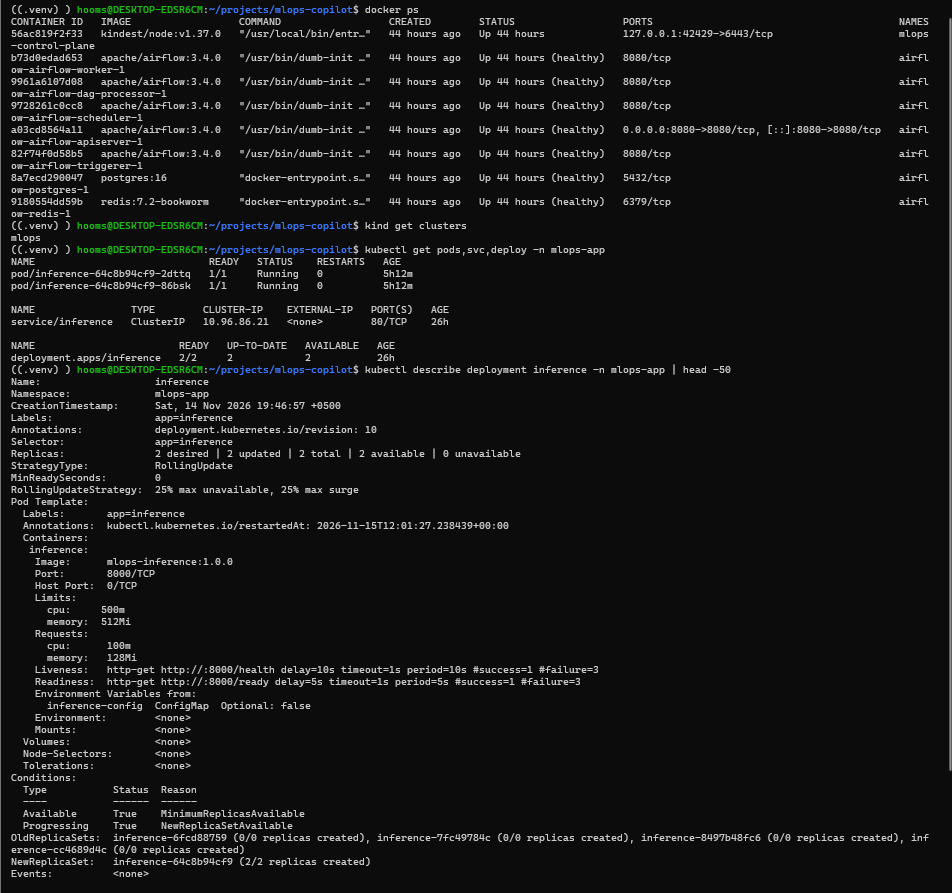 ((.venv) ) hooms@DESKTOP-EDSR6CM:~/projects/mlops-copilot$ docker ps
CONTAINER ID   IMAGE                  COMMAND                  CREATED        STATUS                  PORTS                                         NAMES
56ac819f2f33   kindest/node:v1.37.0   "/usr/local/bin/entr…"   44 hours ago   Up 44 hours             127.0.0.1:42429->6443/tcp                     mlops
-control-plane
b73d0edad653   apache/airflow:3.4.0   "/usr/bin/dumb-init …"   44 hours ago   Up 44 hours (healthy)   8080/tcp                                      airfl
ow-airflow-worker-1
9961a6107d08   apache/airflow:3.4.0   "/usr/bin/dumb-init …"   44 hours ago   Up 44 hours (healthy)   8080/tcp                                      airfl
ow-airflow-dag-processor-1
9728261c0cc8   apache/airflow:3.4.0   "/usr/bin/dumb-init …"   44 hours ago   Up 44 hours (healthy)   8080/tcp                                      airfl
ow-airflow-scheduler-1
a03cd8564a11   apache/airflow:3.4.0   "/usr/bin/dumb-init …"   44 hours ago   Up 44 hours (healthy)   0.0.0.0:8080->8080/tcp, [::]:8080->8080/tcp   airfl
ow-airflow-apiserver-1
82f74f0d58b5   apache/airflow:3.4.0   "/usr/bin/dumb-init …"   44 hours ago   Up 44 hours (healthy)   8080/tcp                                      airfl
ow-airflow-triggerer-1
8a7ecd290047   postgres:16            "docker-entrypoint.s…"   44 hours ago   Up 44 hours (healthy)   5432/tcp                                      airfl
ow-postgres-1
9180554dd59b   redis:7.2-bookworm     "docker-entrypoint.s…"   44 hours ago   Up 44 hours (healthy)   6379/tcp                                      airfl
ow-redis-1
((.venv) ) hooms@DESKTOP-EDSR6CM:~/projects/mlops-copilot$ kind get clusters
mlops
((.venv) ) hooms@DESKTOP-EDSR6CM:~/projects/mlops-copilot$ kubectl get pods,svc,deploy -n mlops-app
NAME                             READY   STATUS    RESTARTS   AGE
pod/inference-64c8b94cf9-2dttq   1/1     Running   0          5h12m
pod/inference-64c8b94cf9-86bsk   1/1     Running   0          5h12m

NAME                TYPE        CLUSTER-IP    EXTERNAL-IP   PORT(S)   AGE
service/inference   ClusterIP   10.96.86.21   <none>        80/TCP    26h

NAME                        READY   UP-TO-DATE   AVAILABLE   AGE
deployment.apps/inference   2/2     2            2           26h
((.venv) ) hooms@DESKTOP-EDSR6CM:~/projects/mlops-copilot$ kubectl describe deployment inference -n mlops-app | head -50
Name:                   inference
Namespace:              mlops-app
CreationTimestamp:      Sat, 14 Nov 2026 19:46:57 +0500
Labels:                 app=inference
Annotations:            deployment.kubernetes.io/revision: 10
Selector:               app=inference
Replicas:               2 desired | 2 updated | 2 total | 2 available | 0 unavailable
StrategyType:           RollingUpdate
MinReadySeconds:        0
RollingUpdateStrategy:  25% max unavailable, 25% max surge
Pod Template:
  Labels:       app=inference
  Annotations:  kubectl.kubernetes.io/restartedAt: 2026-11-15T12:01:27.238439+00:00
  Containers:
   inference:
    Image:      mlops-inference:1.0.0
    Port:       8000/TCP
    Host Port:  0/TCP
    Limits:
      cpu:     500m
      memory:  512Mi
    Requests:
      cpu:      100m
      memory:   128Mi
    Liveness:   http-get http://:8000/health delay=10s timeout=1s period=10s #success=1 #failure=3
    Readiness:  http-get http://:8000/ready delay=5s timeout=1s period=5s #success=1 #failure=3
    Environment Variables from:
      inference-config  ConfigMap  Optional: false
    Environment:        <none>
    Mounts:             <none>
  Volumes:              <none>
  Node-Selectors:       <none>
  Tolerations:          <none>
Conditions:
  Type           Status  Reason
  ----           ------  ------
  Available      True    MinimumReplicasAvailable
  Progressing    True    NewReplicaSetAvailable
OldReplicaSets:  inference-6fcd88759 (0/0 replicas created), inference-7fc49784c (0/0 replicas created), inference-8497b48fc6 (0/0 replicas created), inf
erence-cc4689d4c (0/0 replicas created)
NewReplicaSet:   inference-64c8b94cf9 (2/2 replicas created)
Events:          <none>